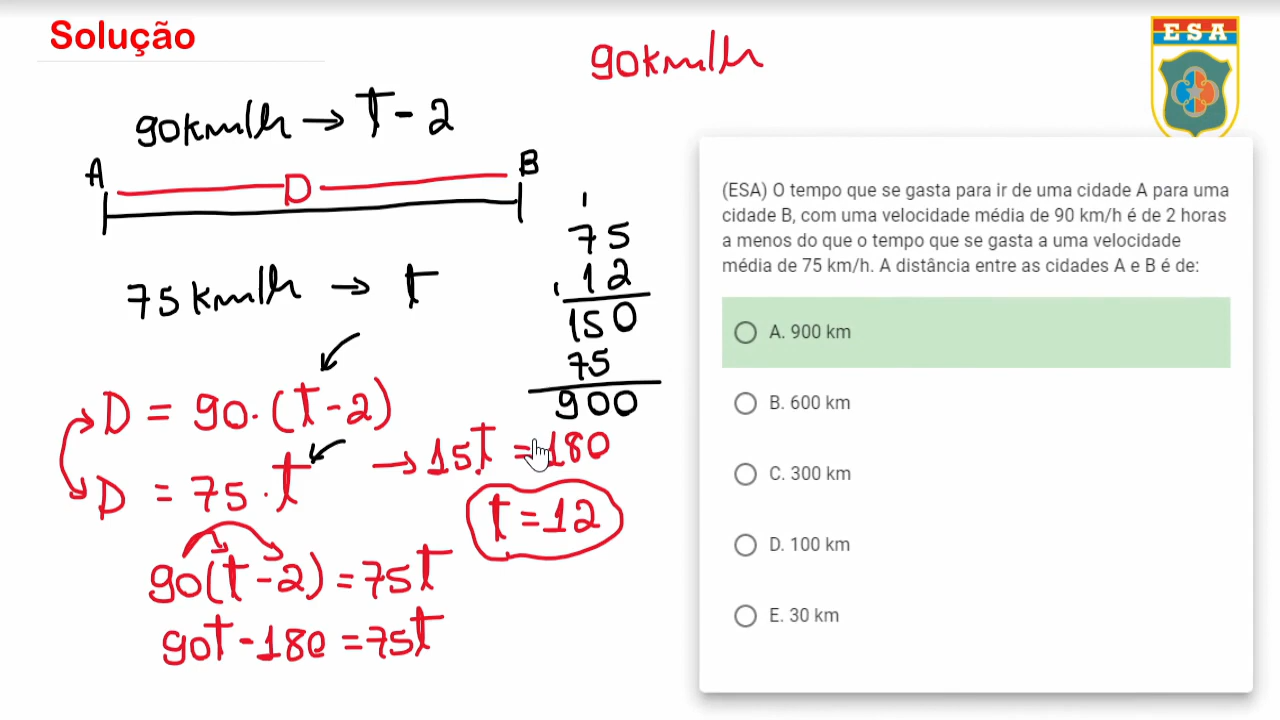 Solução
90km/h
ESA
90km/h → t - 2
A B
D
75 km/h → t
1
75
12
1
150
75
900
D = 90.(t-2)
D = 75.t
→ 15t = 180
t = 12
90(t-2) = 75t
90t - 180 = 75t
(ESA) O tempo que se gasta para ir de uma cidade A para uma
cidade B, com uma velocidade média de 90 km/h é de 2 horas
a menos do que o tempo que se gasta a uma velocidade
média de 75 km/h. A distância entre as cidades A e B é de:
A. 900 km
B. 600 km
C. 300 km
D. 100 km
E. 30 km